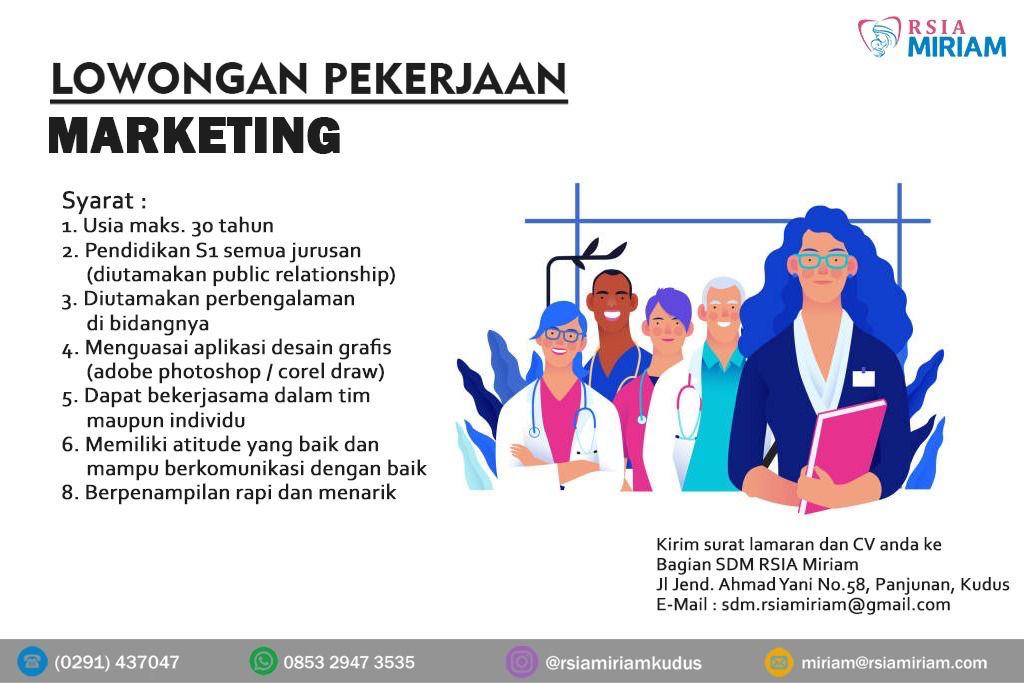 RSIA
MIRIAM
LOWONGAN PEKERJAAN
MARKETING
Syarat :
1. Usia maks. 30 tahun
2. Pendidikan S1 semua jurusan
(diutamakan public relationship)
3. Diutamakan perbengalaman
di bidangnya
4. Menguasai aplikasi desain grafis
(adobe photoshop / corel draw)
5. Dapat bekerjasama dalam tim
maupun individu
6. Memiliki atitude yang baik dan
mampu berkomunikasi dengan baik
8. Berpenampilan rapi dan menarik
Kirim surat lamaran dan CV anda ke
Bagian SDM RSIA Miriam
Jl Jend. Ahmad Yani No.58, Panjunan, Kudus
E-Mail : sdm.rsiamiriam@gmail.com
(0291) 437047
0853 2947 3535
@rsiamiriamkudus
miriam@rsiamiriam.com